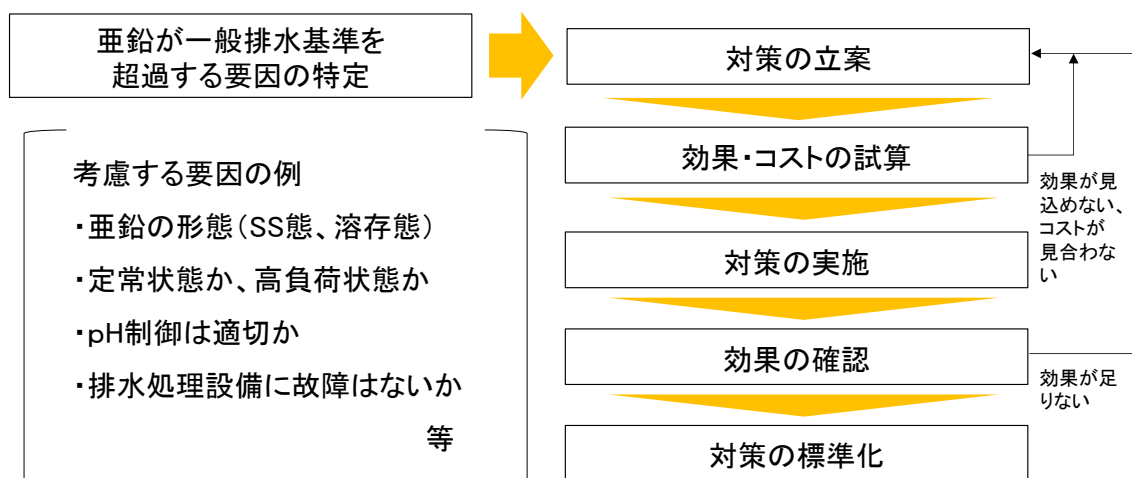 亜鉛が一般排水基準を
超過する要因の特定
考慮する要因の例
・亜鉛の形態(SS態、溶存態)
・定常状態か、高負荷状態か
・pH制御は適切か
・排水処理設備に故障はないか
等
対策の立案
効果・コストの試算
効果が見
込めない、
コストが
見合わな
い
対策の実施
効果の確認
効果が足
りない
対策の標準化